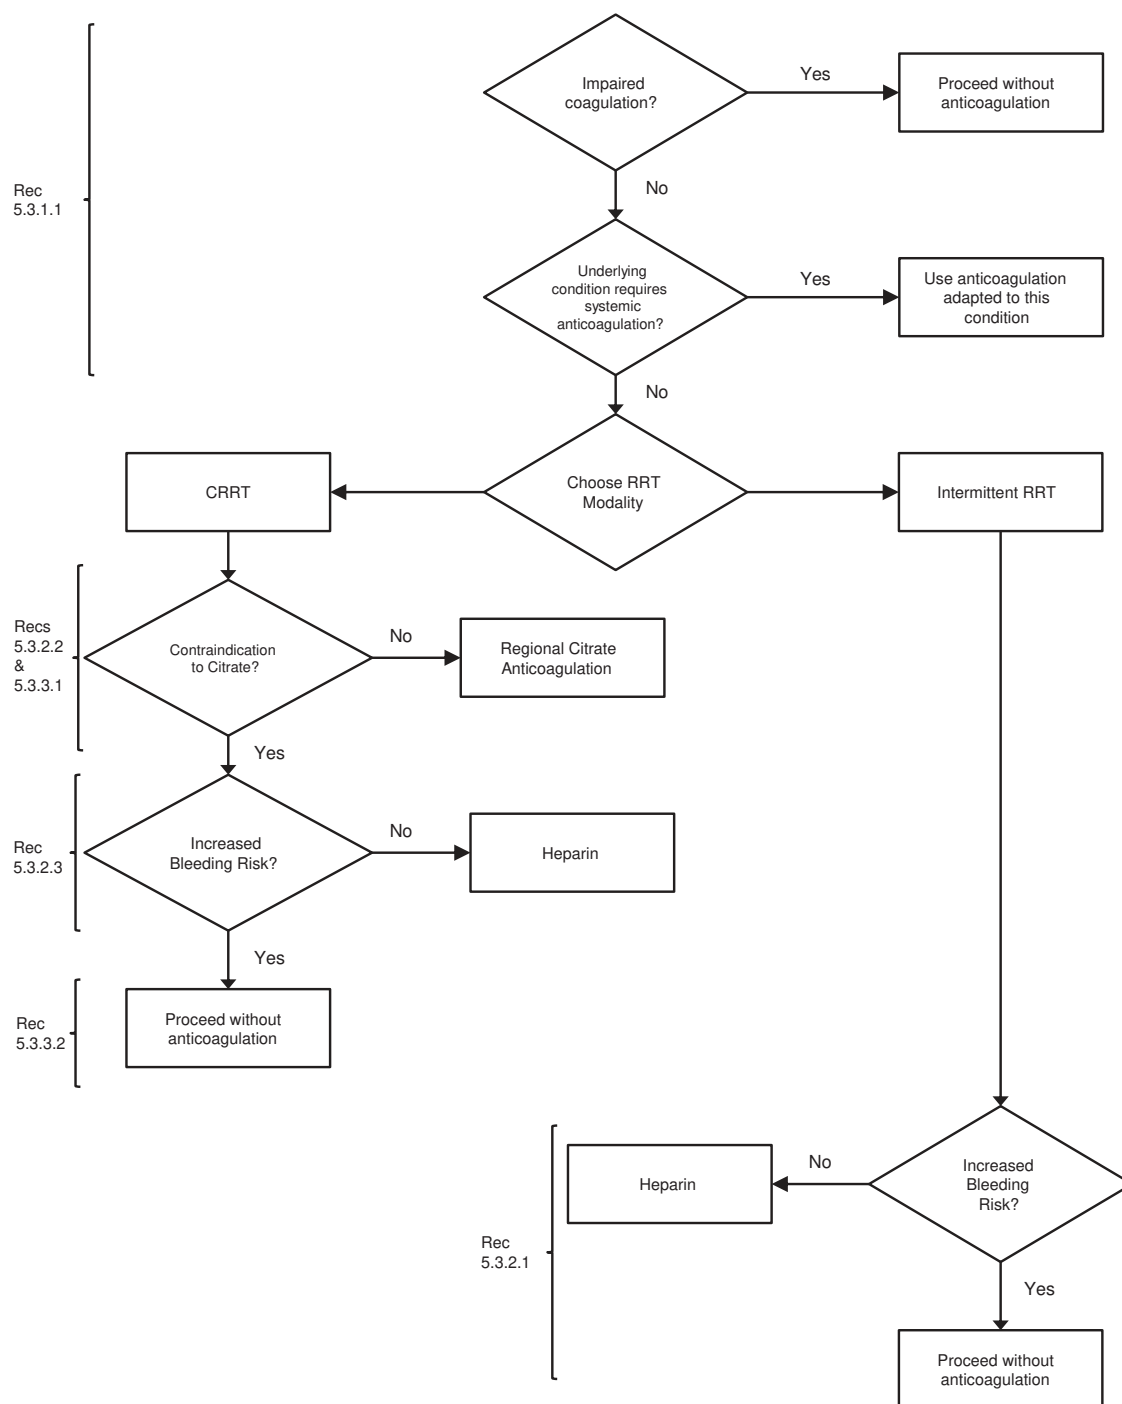 Impaired
coagulation?
Yes
Proceed without
anticoagulation
No
Rec
5.3.1.1
Underlying
condition requires
systemic
anticoagulation?
Yes
Use anticoagulation
adapted to this
condition
No
CRRT
Choose RRT
Modality
Intermittent RRT
Recs
5.3.2.2
&
5.3.3.1
Contraindication
to Citrate?
No
Regional Citrate
Anticoagulation
Yes
Rec
5.3.2.3
Increased
Bleeding Risk?
No
Heparin
Yes
Rec
5.3.3.2
Proceed without
anticoagulation
Rec
5.3.2.1
Heparin
No
Increased
Bleeding
Risk?
Yes
Proceed without
anticoagulation